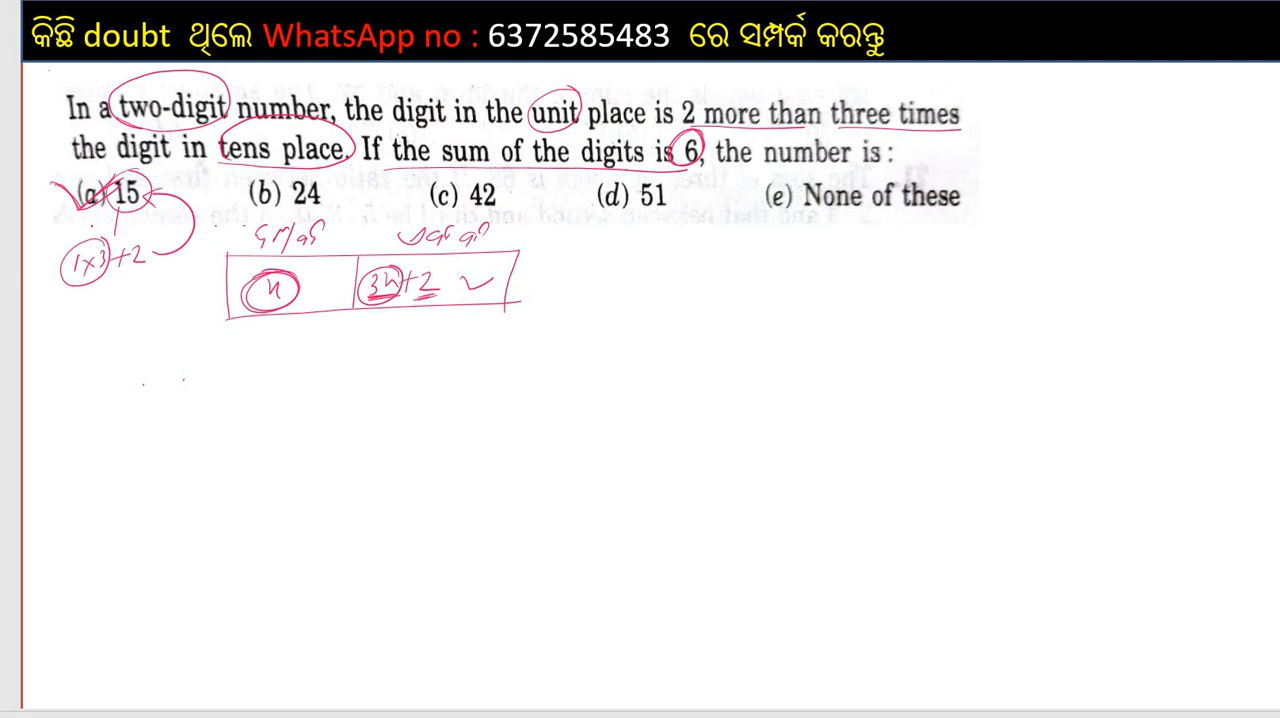 କିଛି doubt ଥିଲେ WhatsApp no : 6372585483 ରେ ସମ୍ପର୍କ କରନ୍ତୁ
In a two-digit number, the digit in the unit place is 2 more than three times
the digit in tens place. If the sum of the digits is 6, the number is :
(a) 15 (b) 24 (c) 42 (d) 51 (e) None of these
1×3+2
3x+2